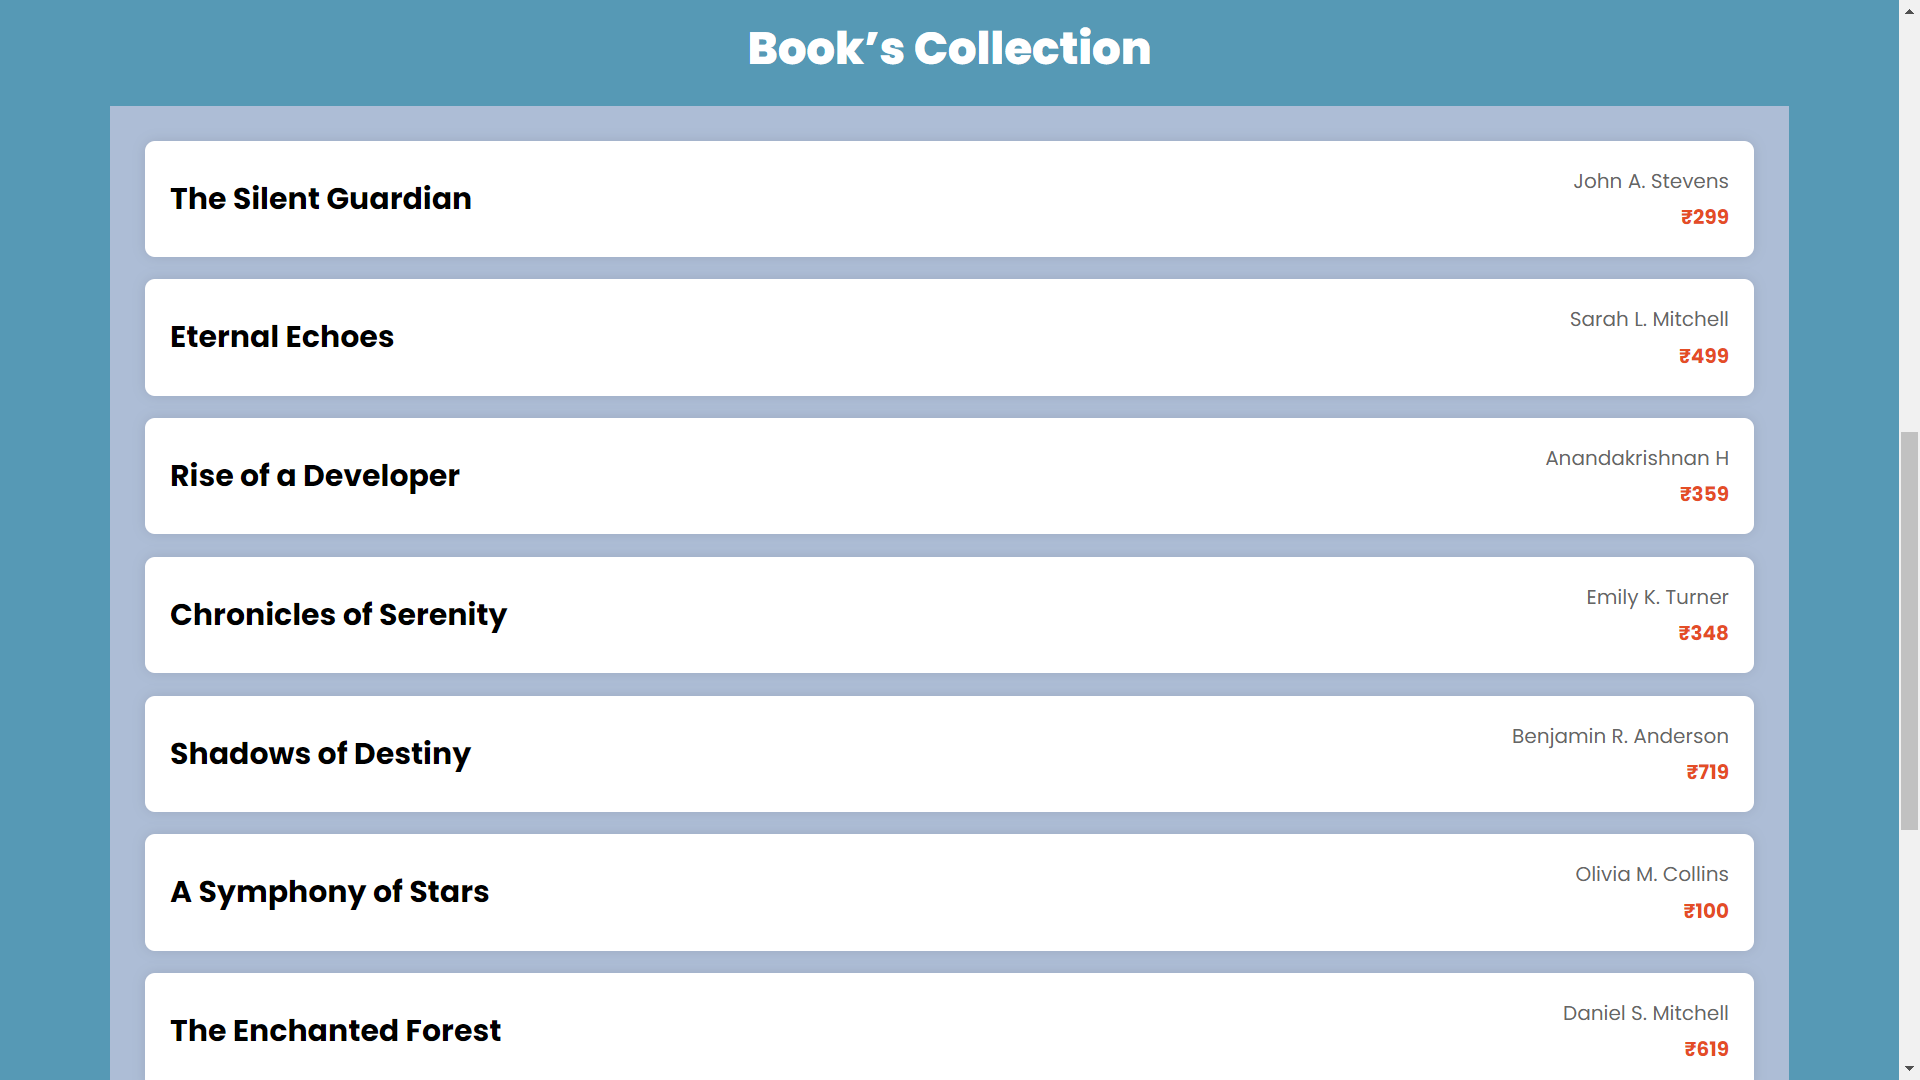 Book’s Collection
The Silent Guardian
John A. Stevens
₹299
Eternal Echoes
Sarah L. Mitchell
₹499
Rise of a Developer
Anandakrishnan H
₹359
Chronicles of Serenity
Emily K. Turner
₹348
Shadows of Destiny
Benjamin R. Anderson
₹719
A Symphony of Stars
Olivia M. Collins
₹100
The Enchanted Forest
Daniel S. Mitchell
₹619